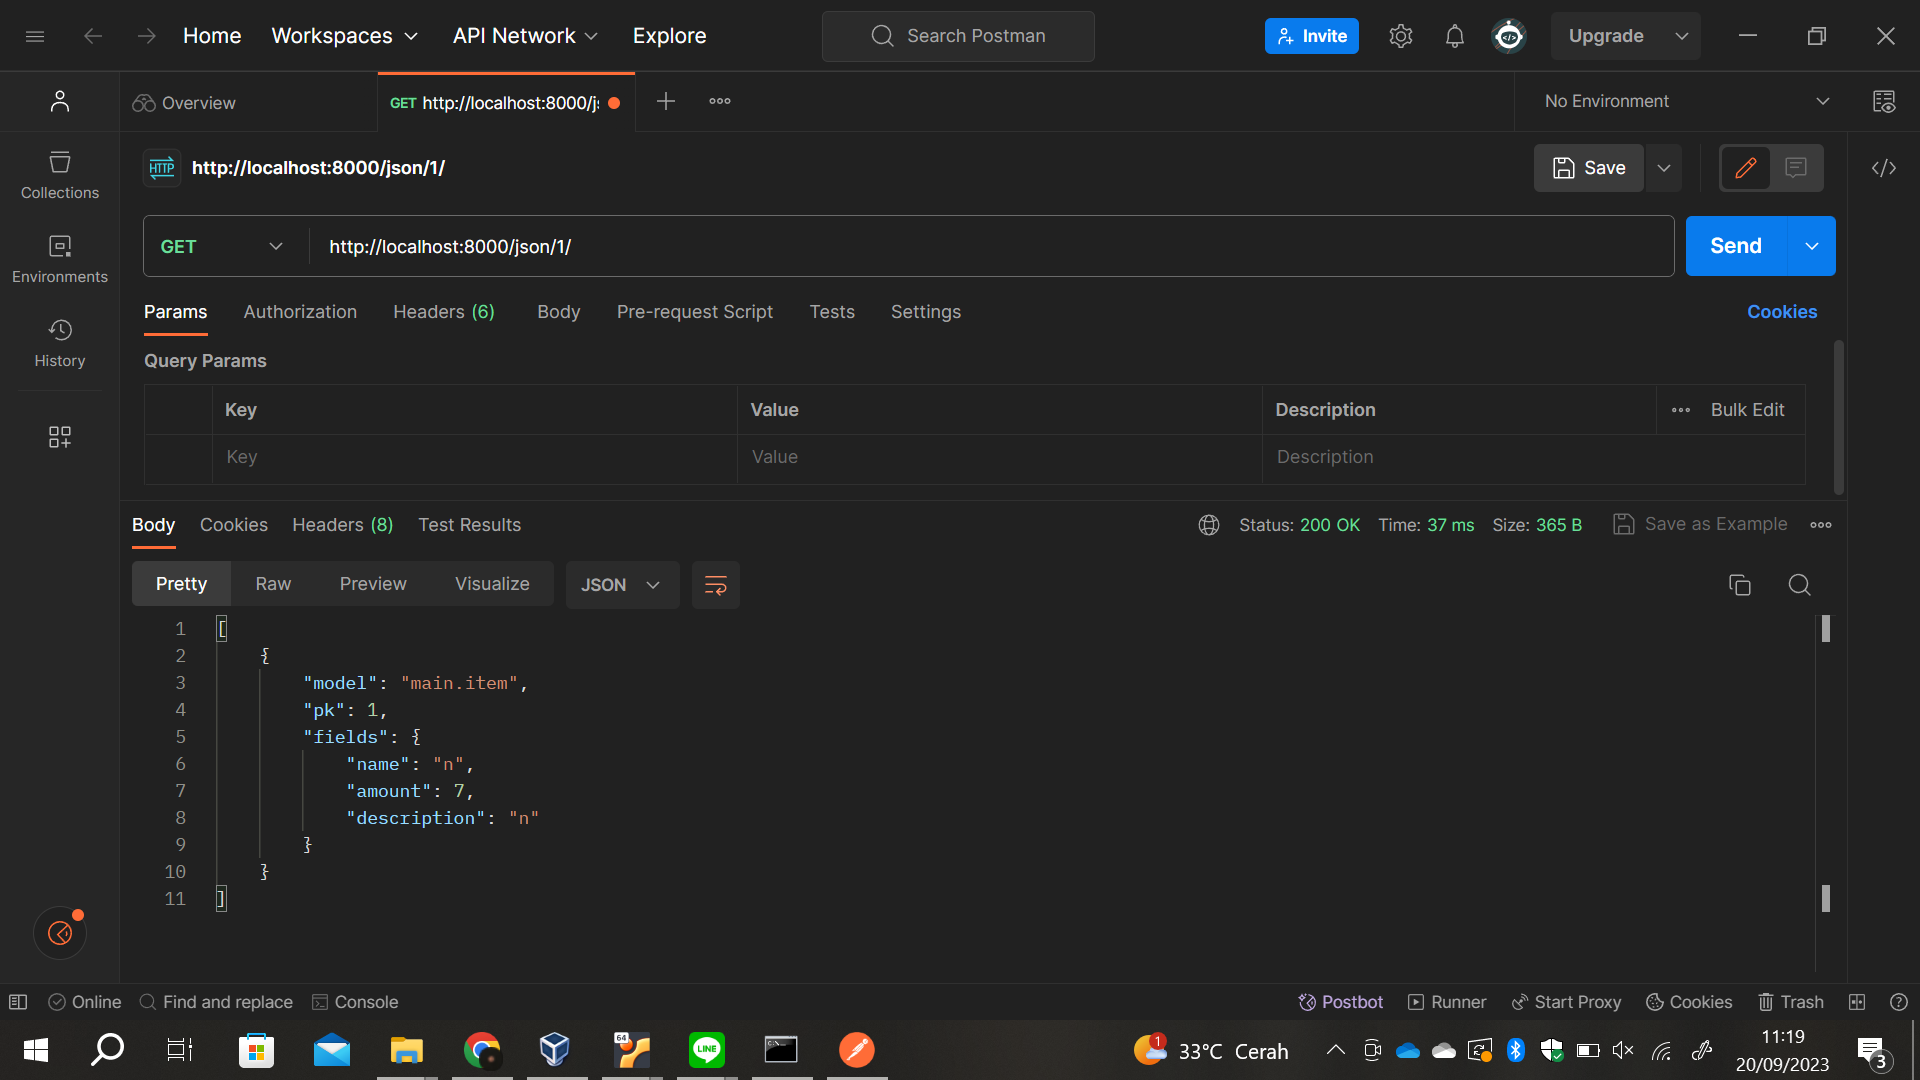 Home Workspaces API Network Explore Search Postman Invite Upgrade
Overview GET http://localhost:8000/js No Environment
HTTP http://localhost:8000/json/1/ Save
Collections
GET http://localhost:8000/json/1/ Send
Environments
Params Authorization Headers (6) Body Pre-request Script Tests Settings Cookies
History
Query Params
Key Value Description Bulk Edit
Key Value Description
Body Cookies Headers (8) Test Results Status: 200 OK Time: 37 ms Size: 365 B Save as Example
Pretty Raw Preview Visualize JSON
1 [
2 {
3 "model": "main.item",
4 "pk": 1,
5 "fields": {
6 "name": "n",
7 "amount": 7,
8 "description": "n"
9 }
10 }
11 ]
Online Find and replace Console Postbot Runner Start Proxy Cookies Trash
64 LINE C:\ 1 33°C Cerah 11:19
20/09/2023 3